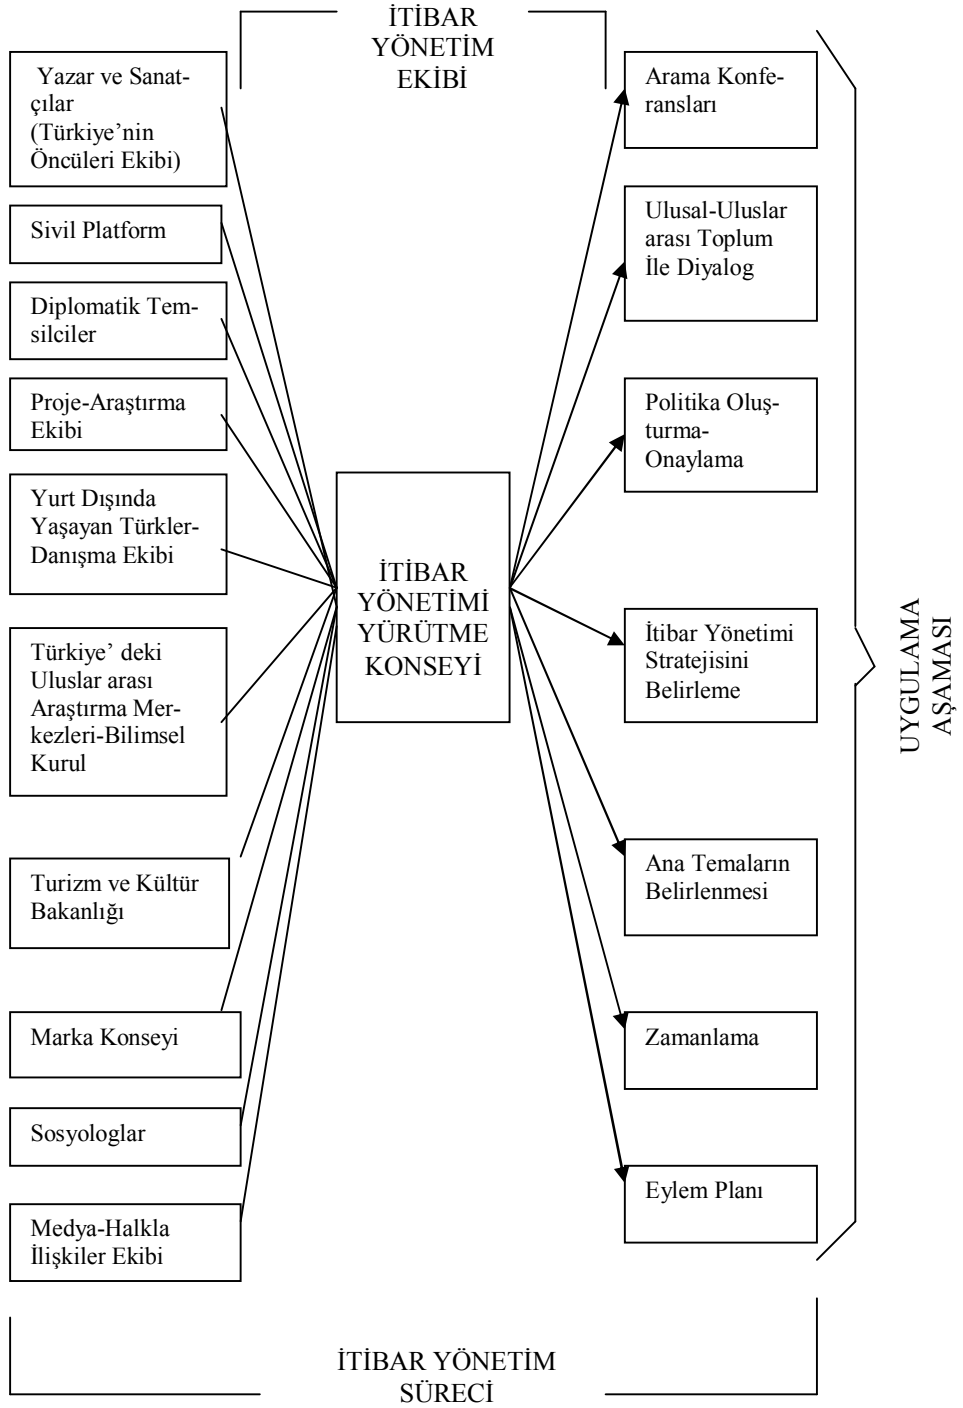 İTİBAR
YÖNETİM
EKİBİ
Yazar ve Sanat-
çılar
(Türkiye’nin
Öncüleri Ekibi)
Sivil Platform
Diplomatik Tem-
silciler
Proje-Araştırma
Ekibi
Yurt Dışında
Yaşayan Türkler-
Danışma Ekibi
Türkiye’ deki
Uluslar arası
Araştırma Mer-
kezleri-Bilimsel
Kurul
Turizm ve Kültür
Bakanlığı
Marka Konseyi
Sosyologlar
Medya-Halkla
İlişkiler Ekibi
İTİBAR
YÖNETİMİ
YÜRÜTME
KONSEYİ
Arama Konfe-
ransları
Ulusal-Uluslar
arası Toplum
İle Diyalog
Politika Oluş-
turma-
Onaylama
İtibar Yönetimi
Stratejisini
Belirleme
Ana Temaların
Belirlenmesi
Zamanlama
Eylem Planı
UYGULAMA
AŞAMASI
İTİBAR YÖNETİM
SÜRECİ